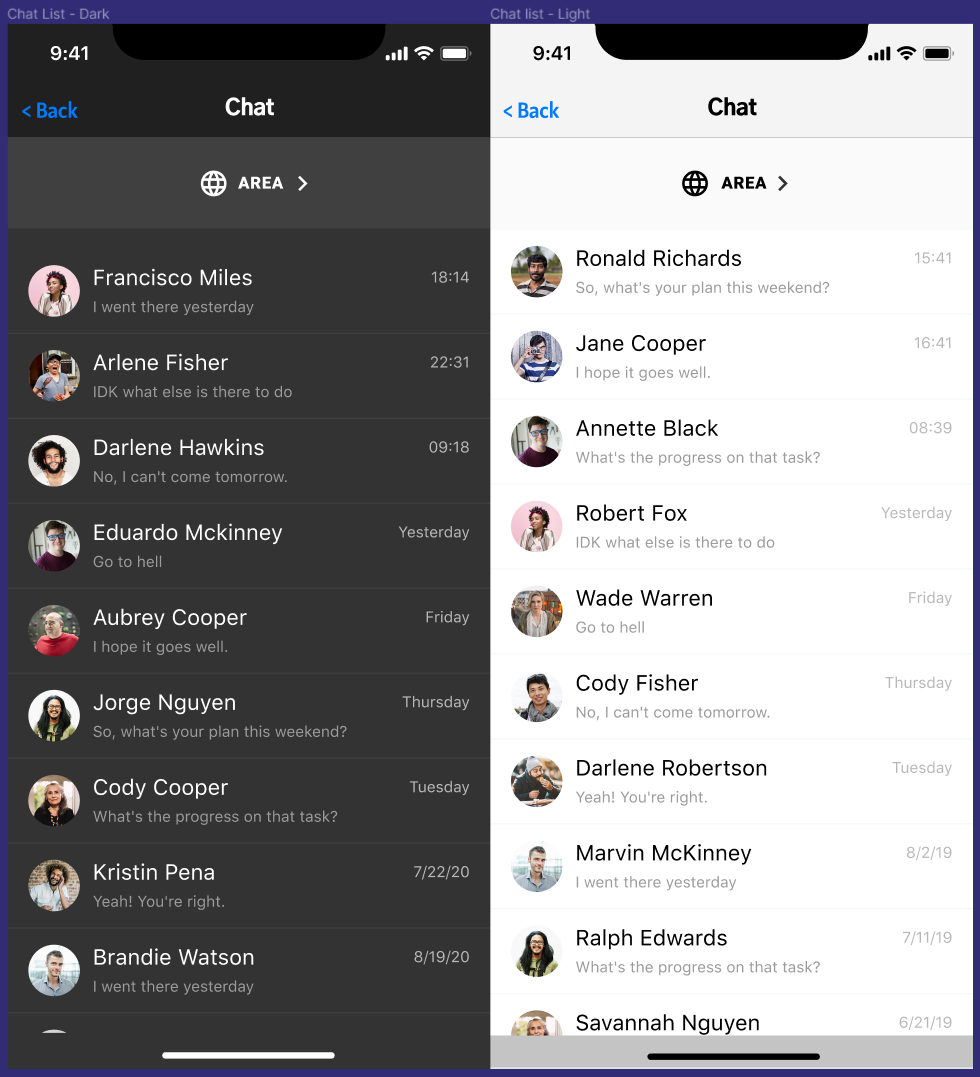 Chat List - Dark
9:41
< Back
Chat
AREA >
Francisco Miles
18:14
I went there yesterday
Arlene Fisher
22:31
IDK what else is there to do
Darlene Hawkins
09:18
No, I can't come tomorrow.
Eduardo Mckinney
Yesterday
Go to hell
Aubrey Cooper
Friday
I hope it goes well.
Jorge Nguyen
Thursday
So, what's your plan this weekend?
Cody Cooper
Tuesday
What's the progress on that task?
Kristin Pena
7/22/20
Yeah! You're right.
Brandie Watson
8/19/20
I went there yesterday
Chat list - Light
9:41
< Back
Chat
AREA >
Ronald Richards
15:41
So, what's your plan this weekend?
Jane Cooper
16:41
I hope it goes well.
Annette Black
08:39
What's the progress on that task?
Robert Fox
Yesterday
IDK what else is there to do
Wade Warren
Friday
Go to hell
Cody Fisher
Thursday
No, I can't come tomorrow.
Darlene Robertson
Tuesday
Yeah! You're right.
Marvin McKinney
8/2/19
I went there yesterday
Ralph Edwards
7/11/19
What's the progress on that task?
Savannah Nguyen
6/21/19